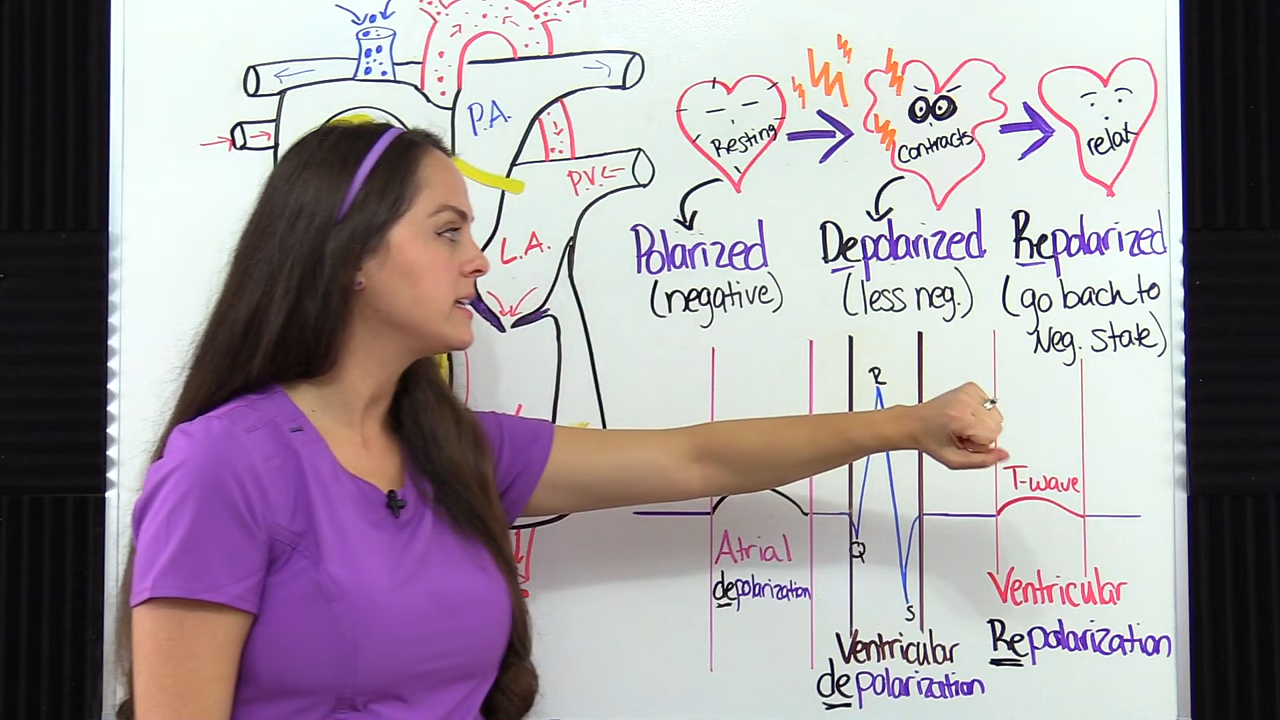 P.A.
P.V.
L.A.
Resting
Contracts
relax
Polarized
(negative)
Depolarized
(less neg.)
Repolarized
(go back to
Neg. state)
R
Q
S
T-wave
Atrial
depolarization
Ventricular
depolarization
Ventricular
Repolarization